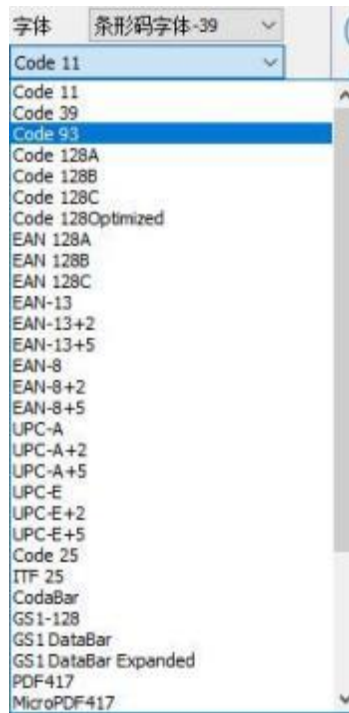 字体 条形码字体-39
Code 11
Code 11
Code 39
Code 93
Code 128A
Code 128B
Code 128C
Code 128Optimized
EAN 128A
EAN 128B
EAN 128C
EAN-13
EAN-13+2
EAN-13+5
EAN-8
EAN-8+2
EAN-8+5
UPC-A
UPC-A+2
UPC-A+5
UPC-E
UPC-E+2
UPC-E+5
Code 25
ITF 25
CodaBar
GS1-128
GS1 DataBar
GS1 DataBar Expanded
PDF417
MicroPDF417